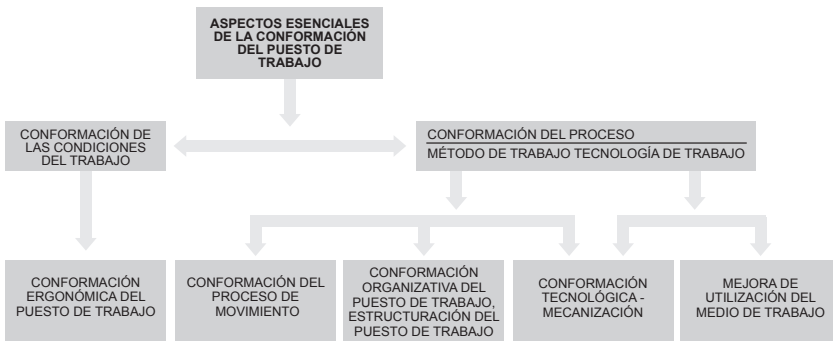 ASPECTOS ESENCIALES
DE LA CONFORMACIÓN
DEL PUESTO DE
TRABAJO
CONFORMACIÓN DE
LAS CONDICIONES
DEL TRABAJO
CONFORMACIÓN DEL PROCESO
MÉTODO DE TRABAJO TECNOLOGÍA DE TRABAJO
CONFORMACIÓN
ERGONÓMICA DEL
PUESTO DE TRABAJO
CONFORMACIÓN DEL
PROCESO DE
MOVIMIENTO
CONFORMACIÓN
ORGANIZATIVA DEL
PUESTO DE TRABAJO,
ESTRUCTURACIÓN DEL
PUESTO DE TRABAJO
CONFORMACIÓN
TECNOLÓGICA -
MECANIZACIÓN
MEJORA DE
UTILIZACIÓN DEL
MEDIO DE TRABAJO